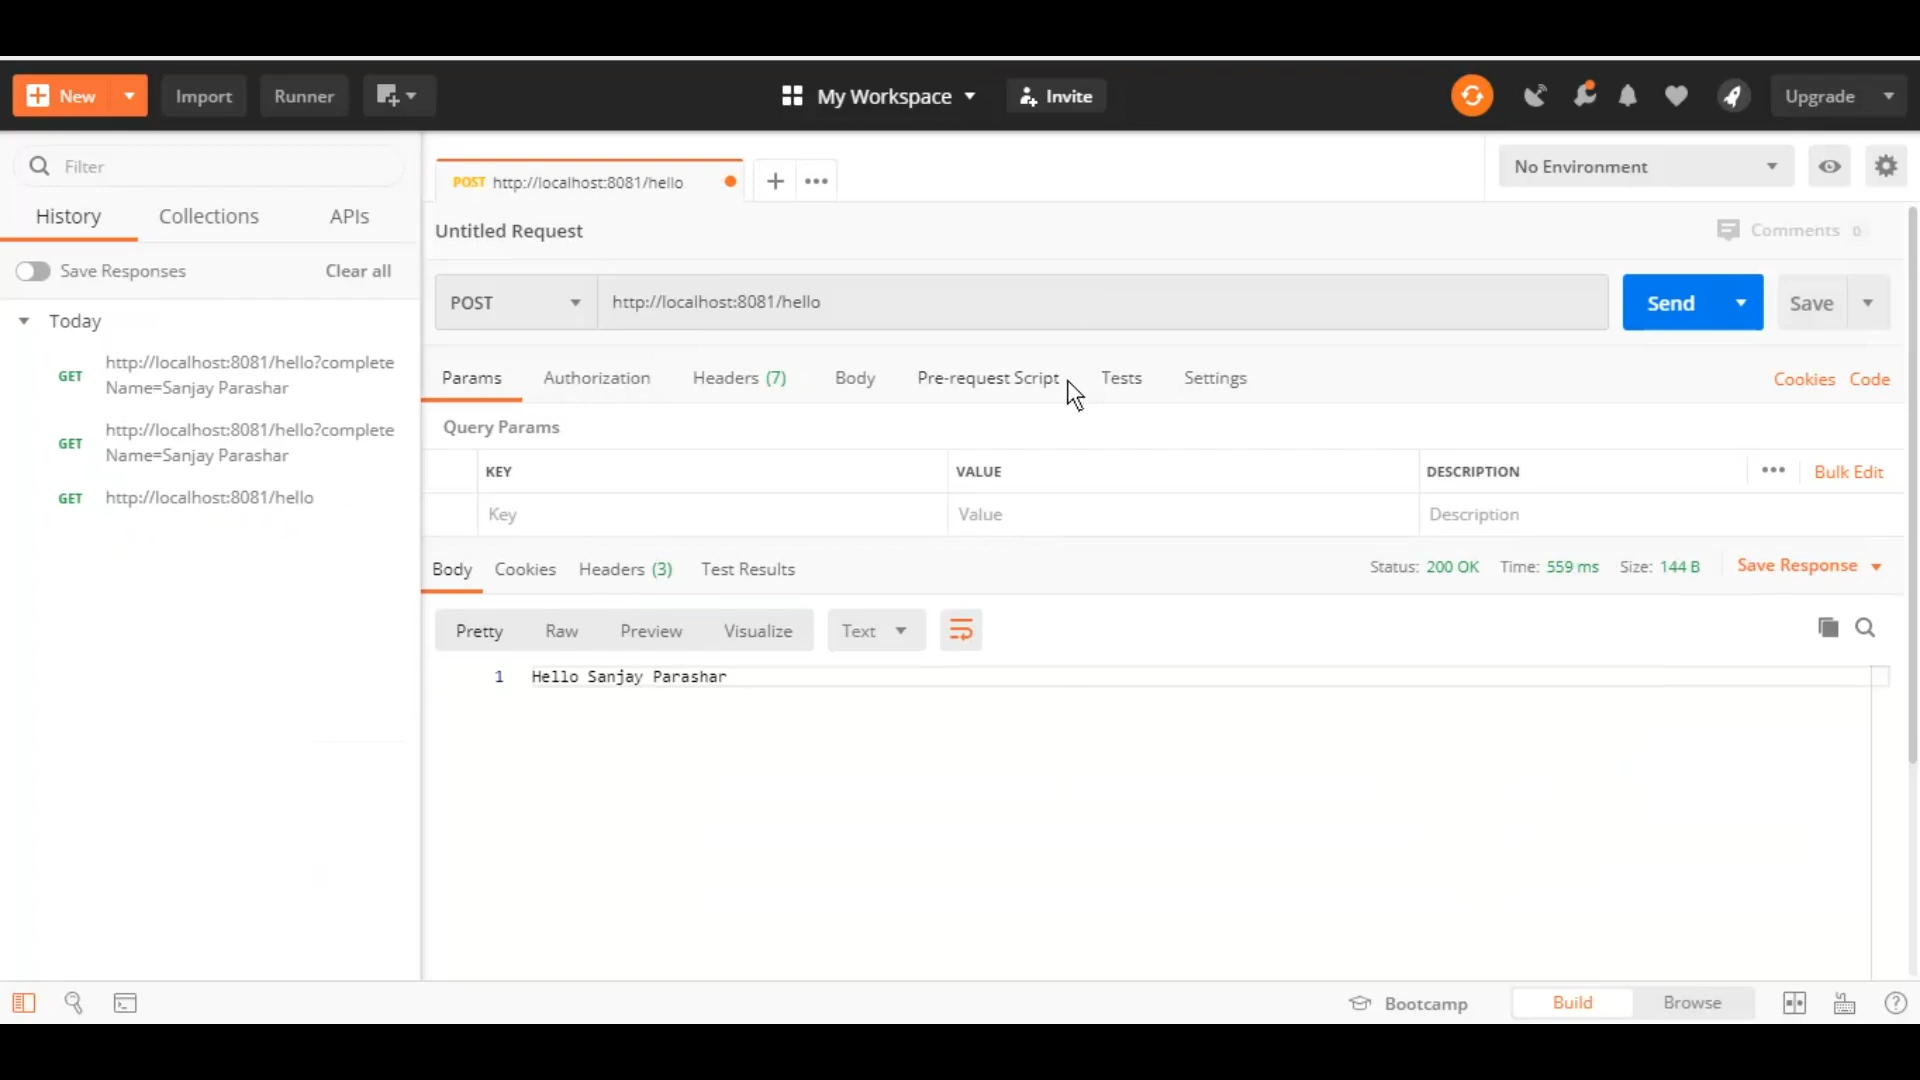 New
Import
Runner
My Workspace
Invite
Upgrade
Filter
History
Collections
APIs
Save Responses
Clear all
Today
GET http://localhost:8081/hello?complete
Name=Sanjay Parashar
GET http://localhost:8081/hello?complete
Name=Sanjay Parashar
GET http://localhost:8081/hello
POST http://localhost:8081/hello
No Environment
Untitled Request
Comments 0
POST
http://localhost:8081/hello
Send
Save
Params
Authorization
Headers (7)
Body
Pre-request Script
Tests
Settings
Cookies
Code
Query Params
KEY
VALUE
DESCRIPTION
Bulk Edit
Key
Value
Description
Body
Cookies
Headers (3)
Test Results
Status: 200 OK
Time: 559 ms
Size: 144 B
Save Response
Pretty
Raw
Preview
Visualize
Text
1 Hello Sanjay Parashar
Bootcamp
Build
Browse